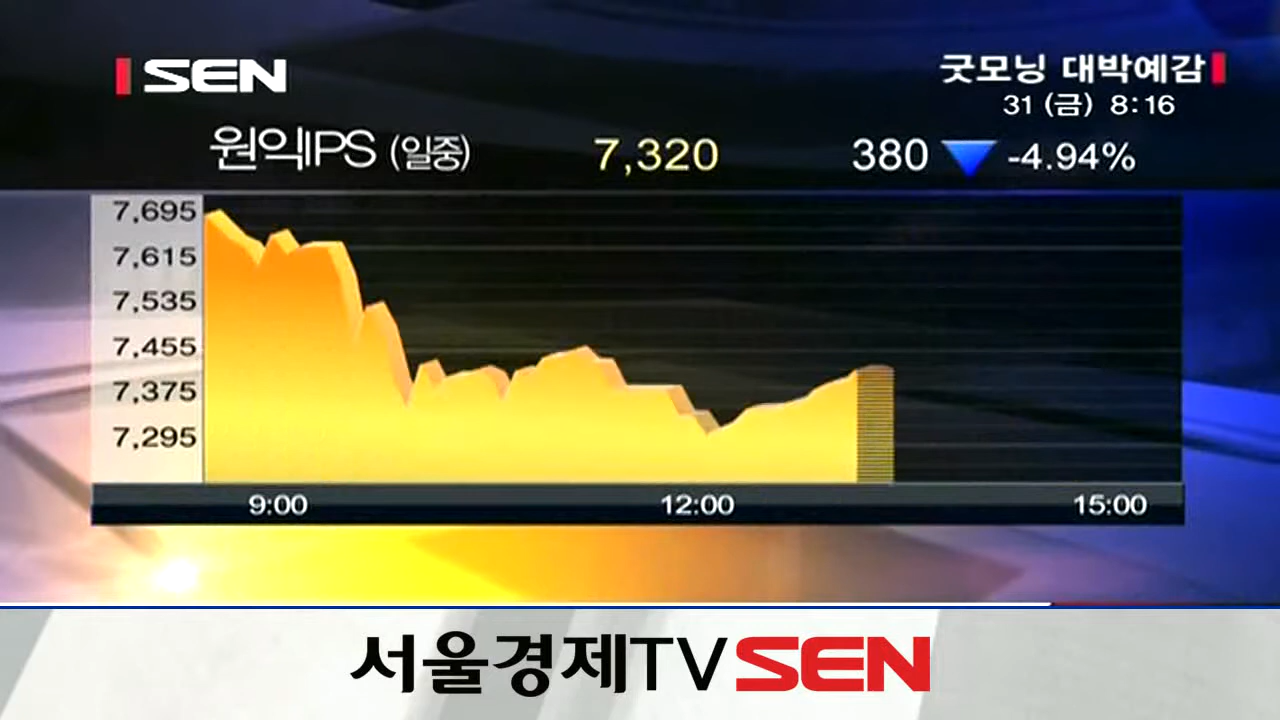 SEN
굿모닝 대박예감
31 (금) 8:16
원익IPS (일중) 7,320 380 ▼ -4.94%
7,695
7,615
7,535
7,455
7,375
7,295
9:00 12:00 15:00
서울경제TV SEN